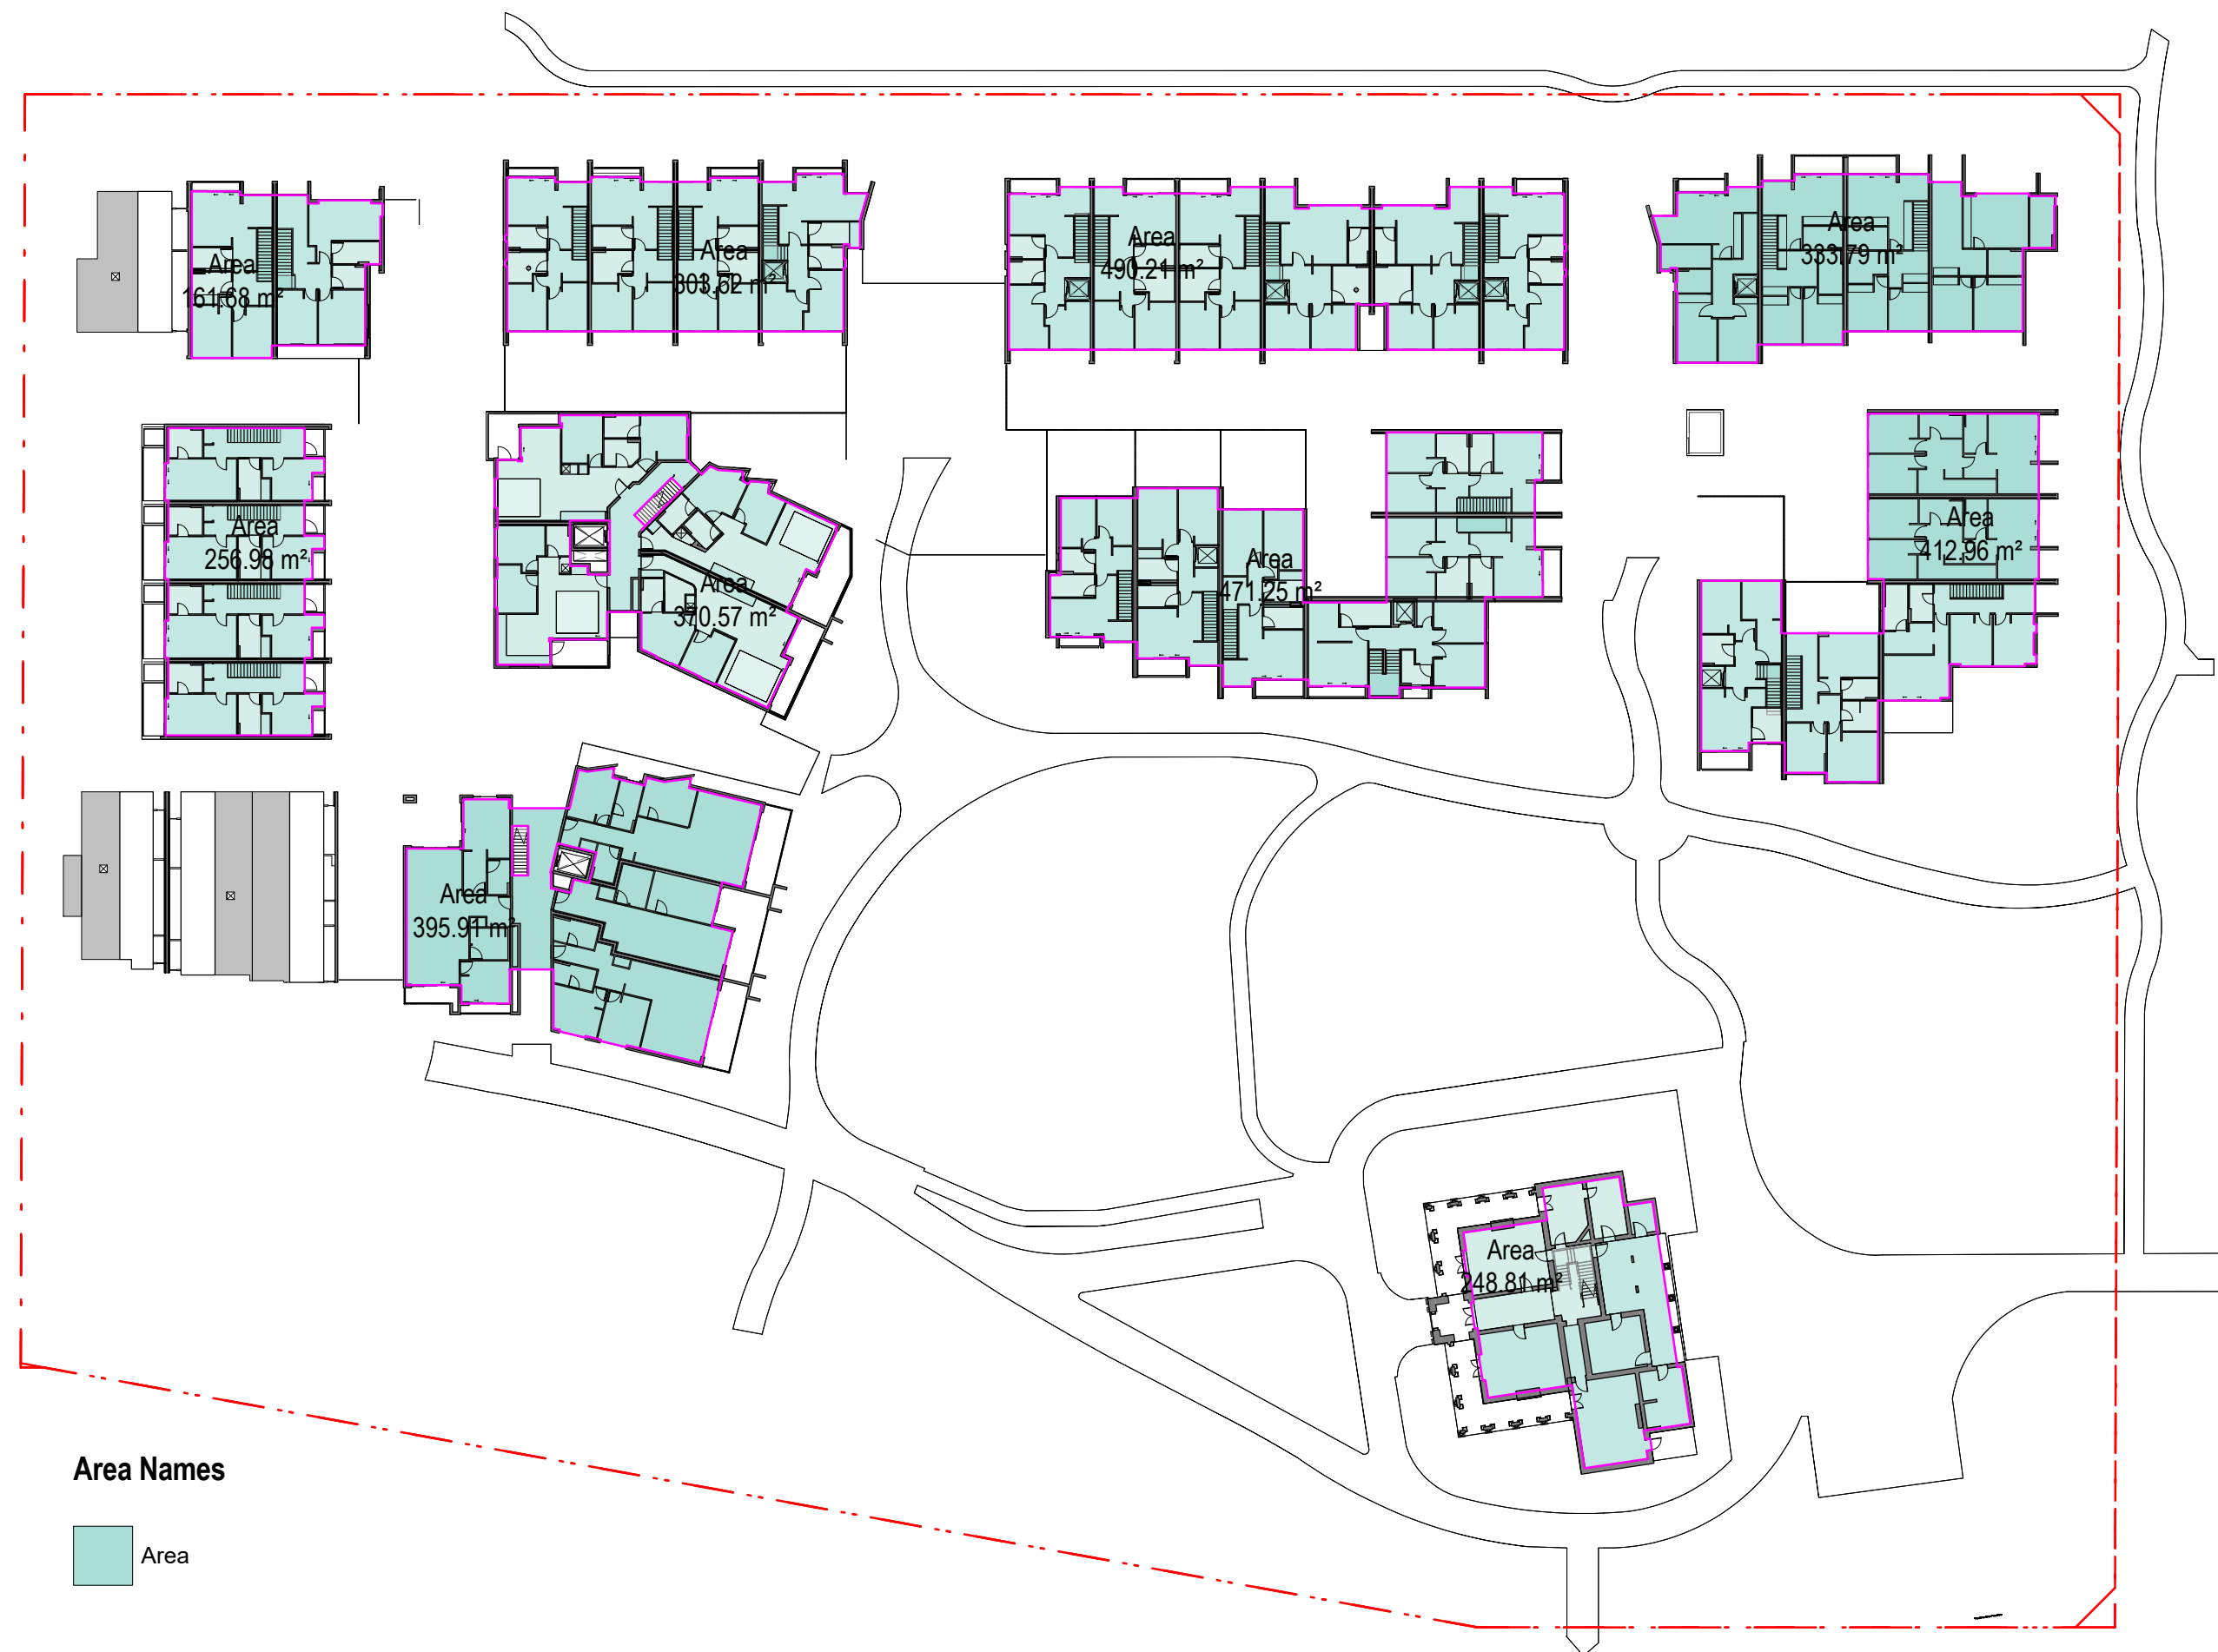 Area
161.68 m²
Area
303.62 m²
Area
490.21 m²
Area
333.79 m²
Area
256.98 m²
Area
370.57 m²
Area
471.25 m²
Area
412.96 m²
Area
395.91 m²
Area
248.81 m²
Area Names
Area